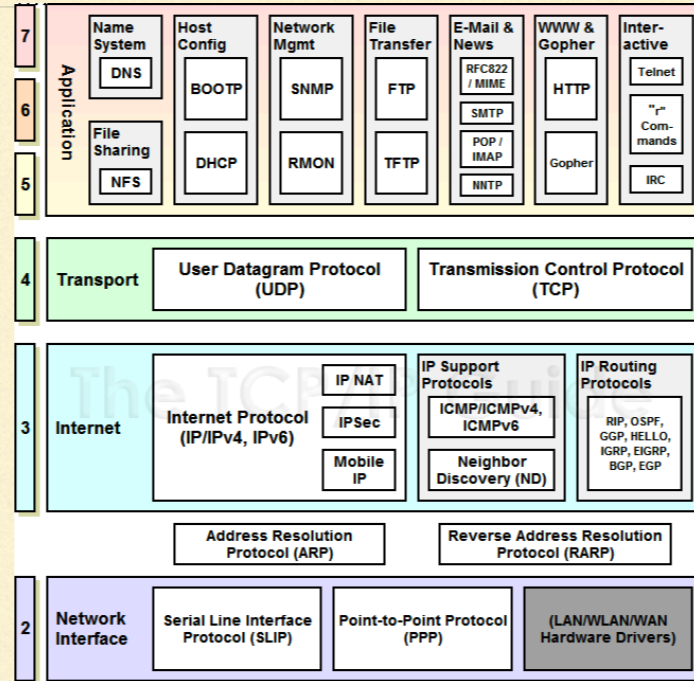 7
6
5
Application
Name
System
DNS
File
Sharing
NFS
Host
Config
BOOTP
DHCP
Network
Mgmt
SNMP
RMON
File
Transfer
FTP
TFTP
E-Mail &
News
RFC822
/ MIME
SMTP
POP /
IMAP
NNTP
WWW &
Gopher
HTTP
Gopher
Inter-
active
Telnet
"r"
Com-
mands
IRC
4
Transport
User Datagram Protocol
(UDP)
Transmission Control Protocol
(TCP)
The TCP/IP Guide
3
Internet
Internet Protocol
(IP/IPv4, IPv6)
IP NAT
IPSec
Mobile
IP
IP Support
Protocols
ICMP/ICMPv4,
ICMPv6
Neighbor
Discovery (ND)
IP Routing
Protocols
RIP, OSPF,
GGP, HELLO,
IGRP, EIGRP,
BGP, EGP
Address Resolution
Protocol (ARP)
Reverse Address Resolution
Protocol (RARP)
2
Network
Interface
Serial Line Interface
Protocol (SLIP)
Point-to-Point Protocol
(PPP)
(LAN/WLAN/WAN
Hardware Drivers)